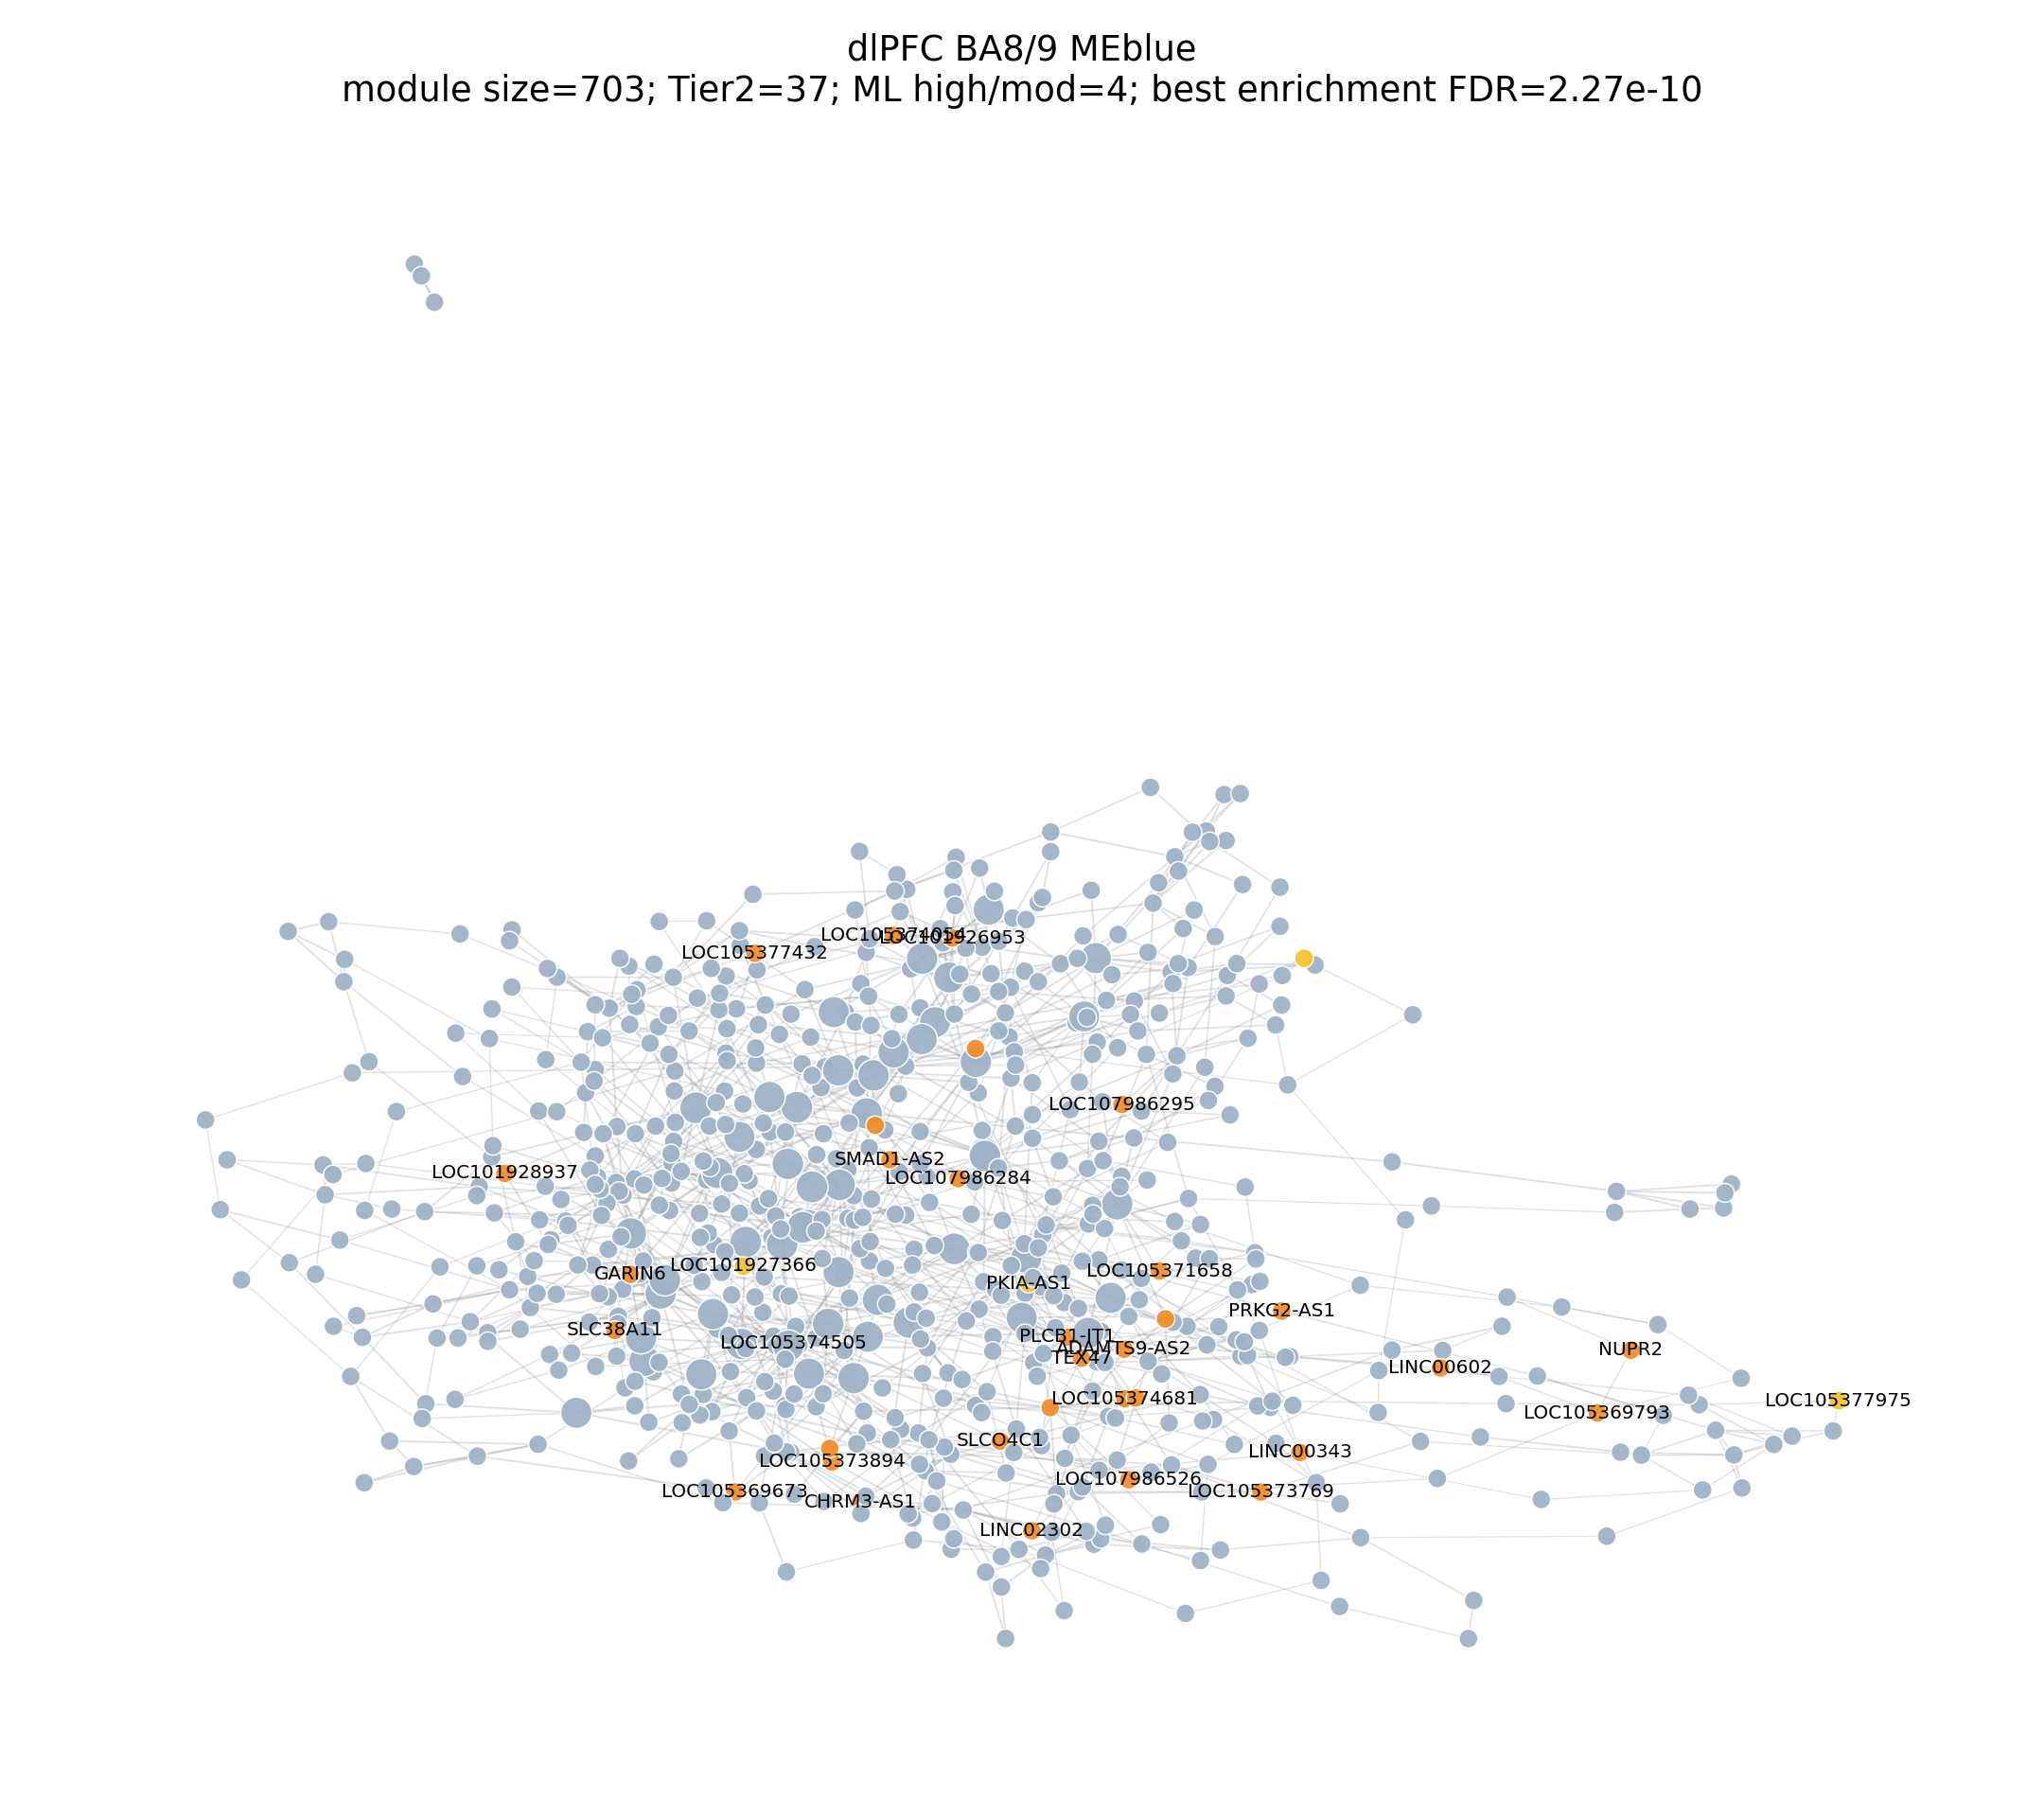 dlPFC BA8/9 MEblue
module size=703; Tier2=37; ML high/mod=4; best enrichment FDR=2.27e-10
LOC105374054
LOC101926953
LOC105377432
LOC107986295
SMAD1-AS2
LOC101928937
LOC107986284
LOC101927366
LOC105371658
GARIN6
PKIA-AS1
PRKG2-AS1
SLC38A11
PLCB1-IT1
LOC105374505
ADAMTS9-AS2
NUPR2
TEX47
LINC00602
LOC105374681
LOC105377975
LOC105369793
SLCO4C1
LINC00343
LOC105373894
LOC107986526
LOC105369673
LOC105373769
CHRM3-AS1
LINC02302